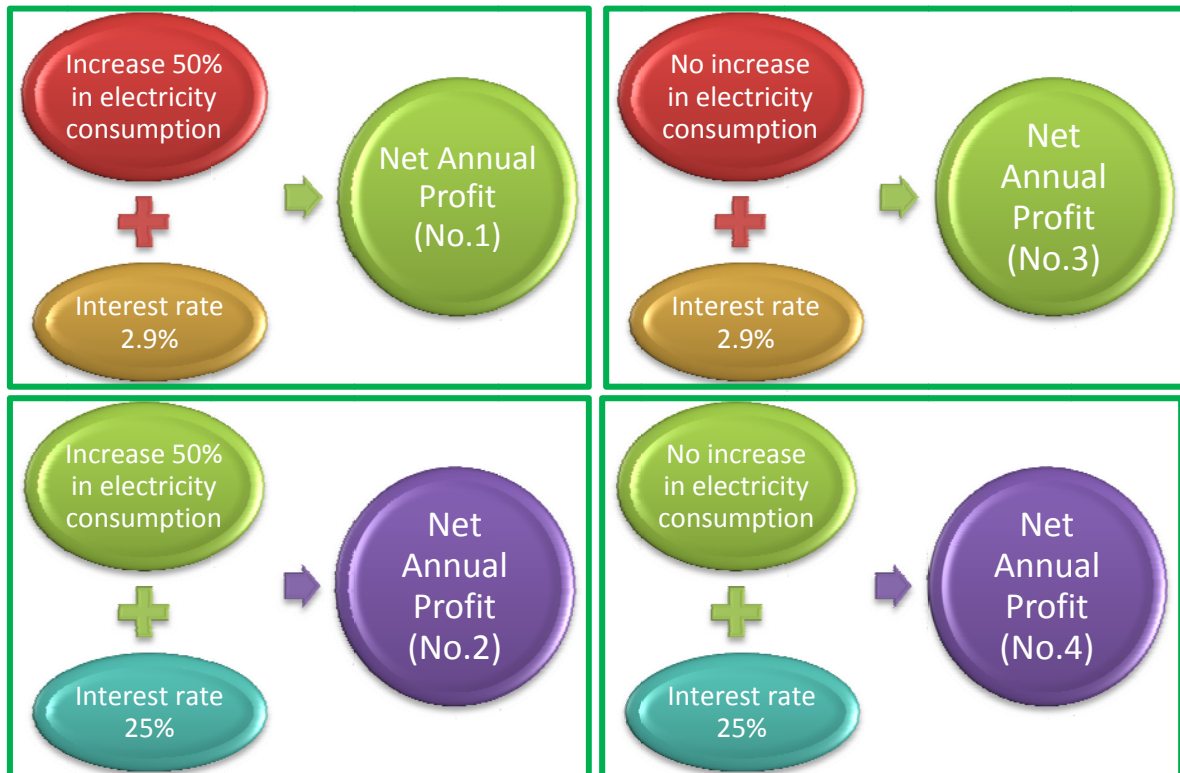 Increase 50%
in electricity
consumption
Interest rate
2.9%
Net Annual
Profit
(No.1)
No increase
in electricity
consumption
Interest rate
2.9%
Net
Annual
Profit
(No.3)
Increase 50%
in electricity
consumption
Interest rate
25%
Net
Annual
Profit
(No.2)
No increase
in electricity
consumption
Interest rate
25%
Net
Annual
Profit
(No.4)